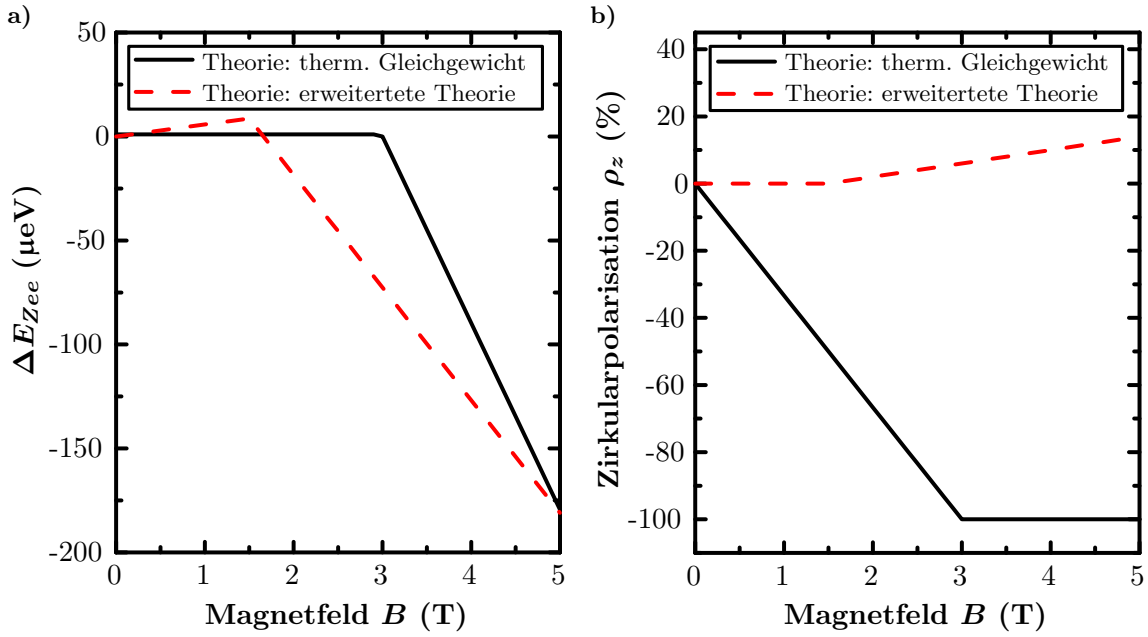 a)
50
0
-50
-100
-150
-200
ΔE_Zee (µeV)
Theorie: therm. Gleichgewicht
Theorie: erweitertete Theorie
0 1 2 3 4 5
Magnetfeld B (T)
b)
40
20
0
-20
-40
-60
-80
-100
Zirkularpolarisation ρ_z (%)
Theorie: therm. Gleichgewicht
Theorie: erweitertete Theorie
0 1 2 3 4 5
Magnetfeld B (T)